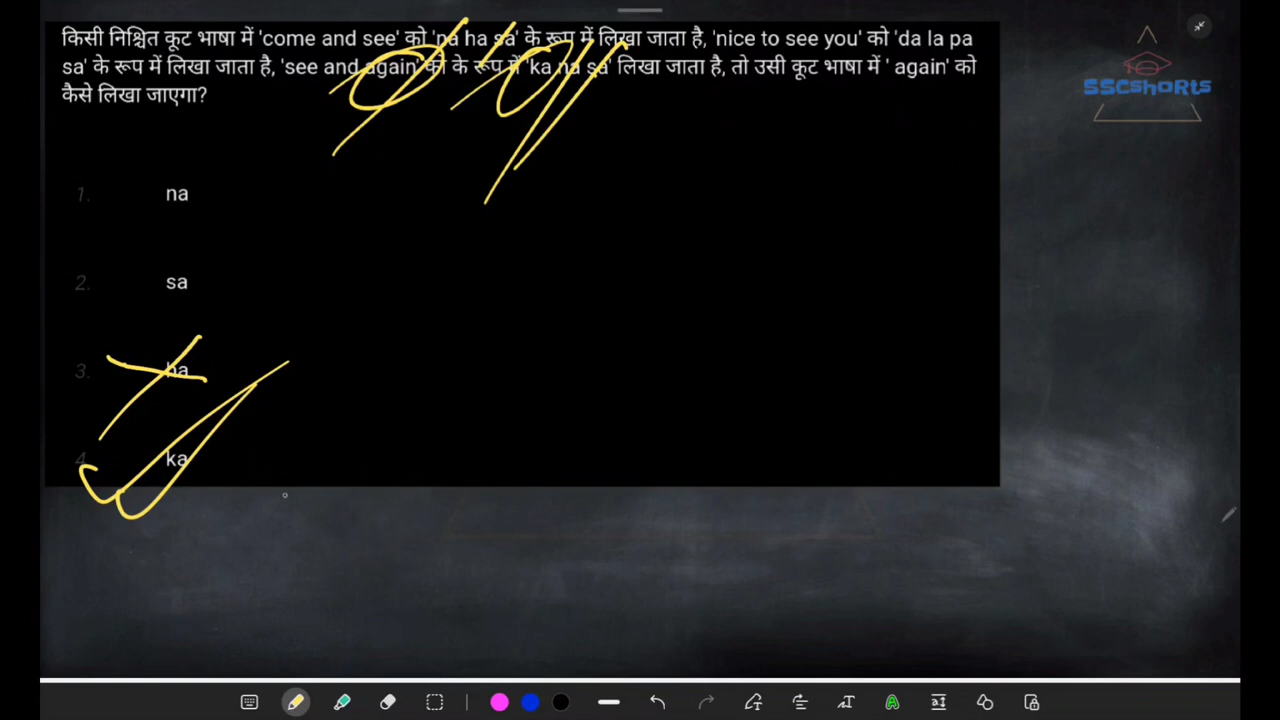 किसी निश्चित कूट भाषा में 'come and see' को 'na ha sa' के रूप में लिखा जाता है, 'nice to see you' को 'da la pa
sa' के रूप में लिखा जाता है, 'see and again' को के रूप में 'ka na sa' लिखा जाता है, तो उसी कूट भाषा में ' again' को
कैसे लिखा जाएगा?
SSCshoRts
1. na
2. sa
3. ha
4. ka